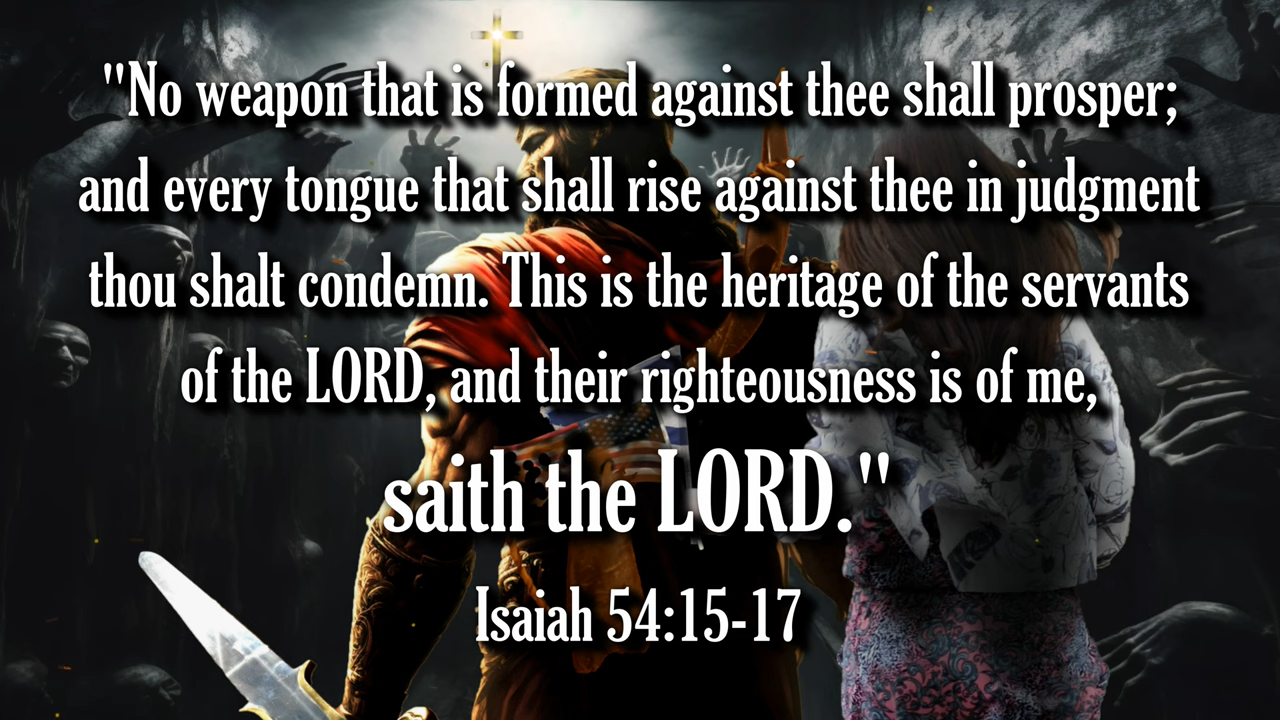 "No weapon that is formed against thee shall prosper;
and every tongue that shall rise against thee in judgment
thou shalt condemn. This is the heritage of the servants
of the LORD, and their righteousness is of me,
saith the LORD."
Isaiah 54:15-17